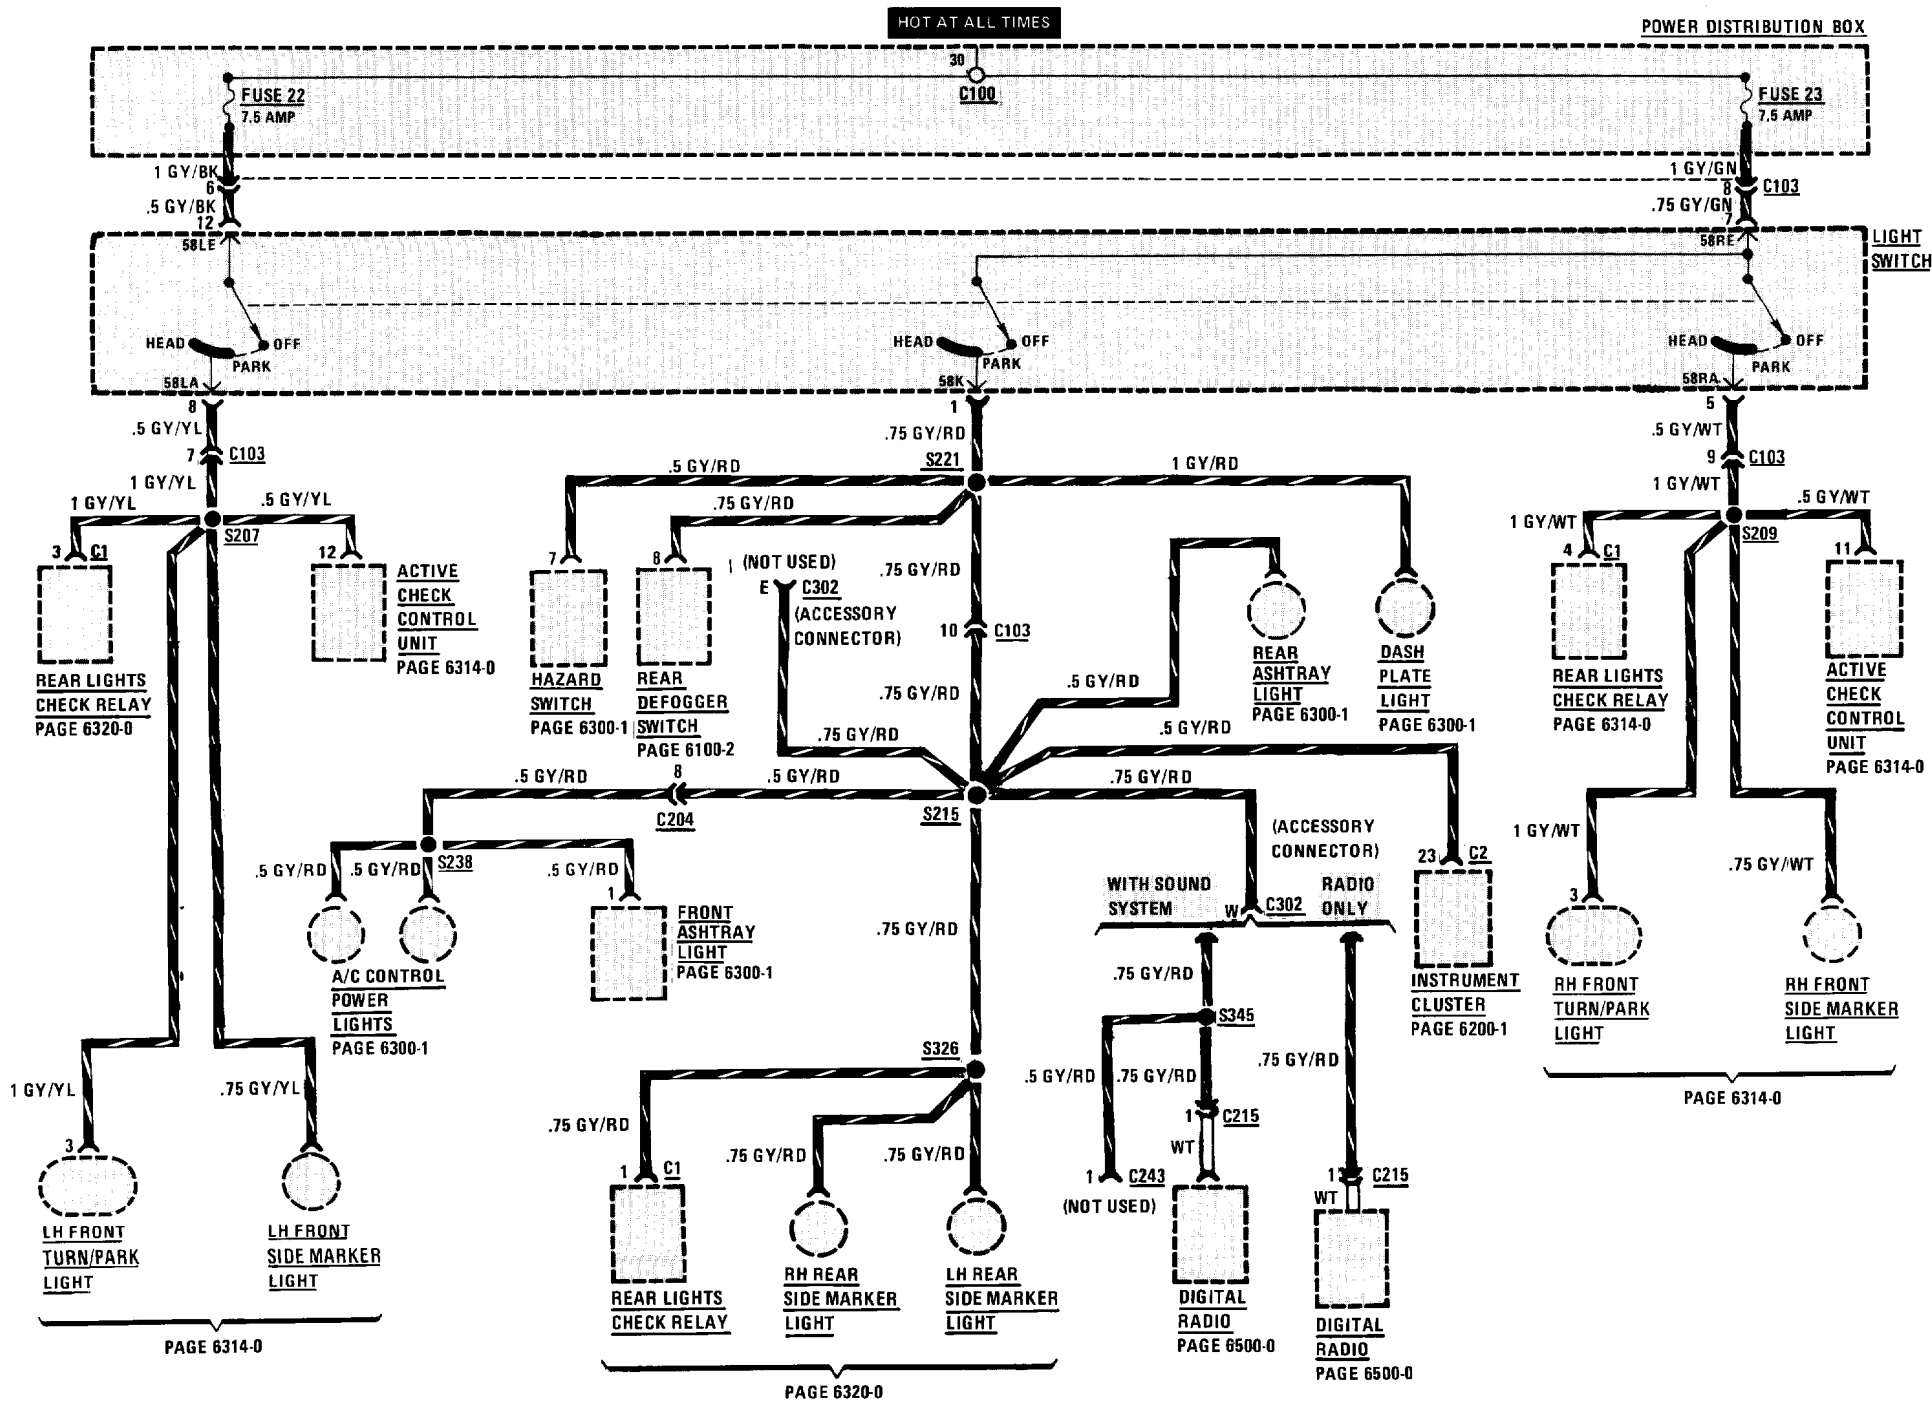 HOT AT ALL TIMES
POWER DISTRIBUTION BOX
30
C100
FUSE 22
7.5 AMP
FUSE 23
7.5 AMP
1 GY/BK
6
.5 GY/BK
12
1 GY/GN
8
C103
.75 GY/GN
7
58LE
58RE
LIGHT
SWITCH
HEAD
OFF
PARK
HEAD
OFF
PARK
HEAD
OFF
PARK
58LA
58K
58RA
8
.5 GY/YL
7
C103
1 GY/YL
1 GY/YL
.5 GY/YL
S207
3
C1
12
REAR LIGHTS
CHECK RELAY
PAGE 6320-0
ACTIVE
CHECK
CONTROL
UNIT
PAGE 6314-0
1
.75 GY/RD
S221
.5 GY/RD
1 GY/RD
.75 GY/RD
7
8
(NOT USED)
E
C302
(ACCESSORY
CONNECTOR)
.75 GY/RD
10
C103
.75 GY/RD
HAZARD
SWITCH
PAGE 6300-1
REAR
DEFOGGER
SWITCH
PAGE 6100-2
.5 GY/RD
REAR
ASHTRAY
LIGHT
PAGE 6300-1
DASH
PLATE
LIGHT
PAGE 6300-1
5
.5 GY/WT
9
C103
1 GY/WT
1 GY/WT
.5 GY/WT
S209
4
C1
11
REAR LIGHTS
CHECK RELAY
PAGE 6314-0
ACTIVE
CHECK
CONTROL
UNIT
PAGE 6314-0
.75 GY/RD
.5 GY/RD
.5 GY/RD
8
C204
.5 GY/RD
.75 GY/RD
S215
S238
.5 GY/RD
.5 GY/RD
.5 GY/RD
1
A/C CONTROL
POWER
LIGHTS
PAGE 6300-1
FRONT
ASHTRAY
LIGHT
PAGE 6300-1
.75 GY/RD
(ACCESSORY
CONNECTOR)
WITH SOUND
SYSTEM
W
C302
RADIO
ONLY
23
C2
INSTRUMENT
CLUSTER
PAGE 6200-1
1 GY/WT
.75 GY/WT
3
RH FRONT
TURN/PARK
LIGHT
RH FRONT
SIDE MARKER
LIGHT
PAGE 6314-0
.75 GY/RD
S345
.5 GY/RD
.75 GY/RD
.75 GY/RD
1
C215
WT
1
C243
(NOT USED)
1
C215
WT
DIGITAL
RADIO
PAGE 6500-0
DIGITAL
RADIO
PAGE 6500-0
S326
.75 GY/RD
.75 GY/RD
.75 GY/RD
1
C1
REAR LIGHTS
CHECK RELAY
RH REAR
SIDE MARKER
LIGHT
LH REAR
SIDE MARKER
LIGHT
PAGE 6320-0
1 GY/YL
.75 GY/YL
3
LH FRONT
TURN/PARK
LIGHT
LH FRONT
SIDE MARKER
LIGHT
PAGE 6314-0